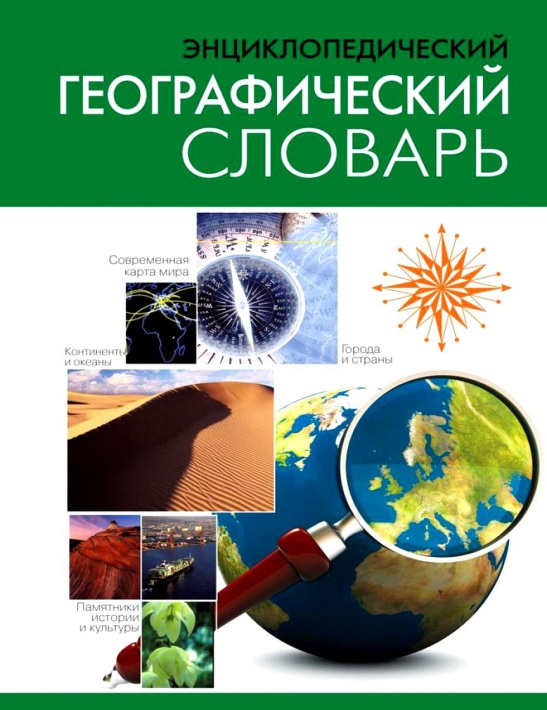 ЭНЦИКЛОПЕДИЧЕСКИЙ
ГЕОГРАФИЧЕСКИЙ
СЛОВАРЬ
Современная
карта мира
Континенты
и океаны
Города
и страны
Памятники
истории
и культуры